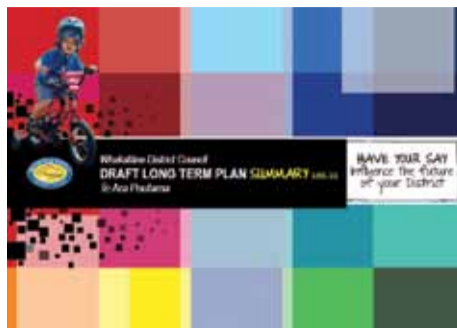 Whakatāne District Council
DRAFT LONG TERM PLAN SUMMARY
Te Ara Poutama
HAVE YOUR SAY
Influence the future
of your District